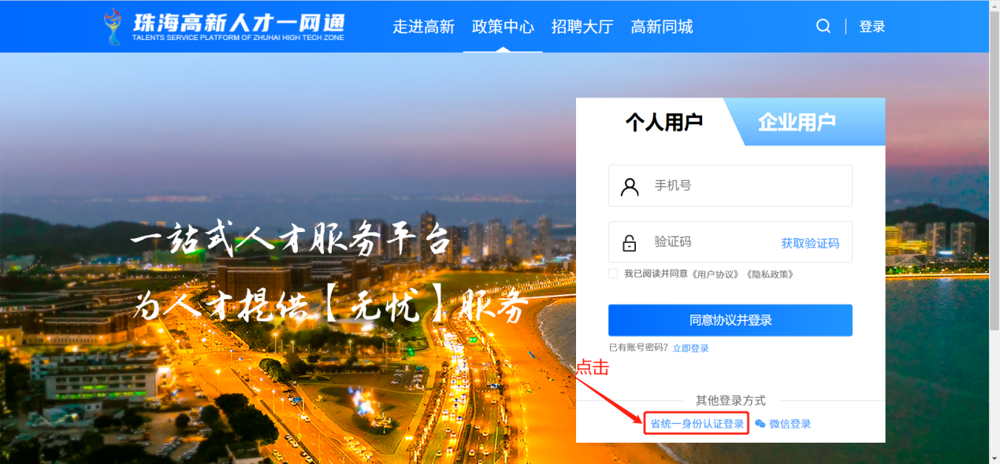 珠海高新人才一网通
TALENTS SERVICE PLATFORM OF ZHUHAI HIGH TECH ZONE
走进高新 政策中心 招聘大厅 高新同城
登录
个人用户 企业用户
手机号
验证码 获取验证码
我已阅读并同意《用户协议》《隐私政策》
同意协议并登录
已有账号密码？立即登录
其他登录方式
省统一身份认证登录 微信登录
点击
一站式人才服务平台
为人才提供【无忧】服务